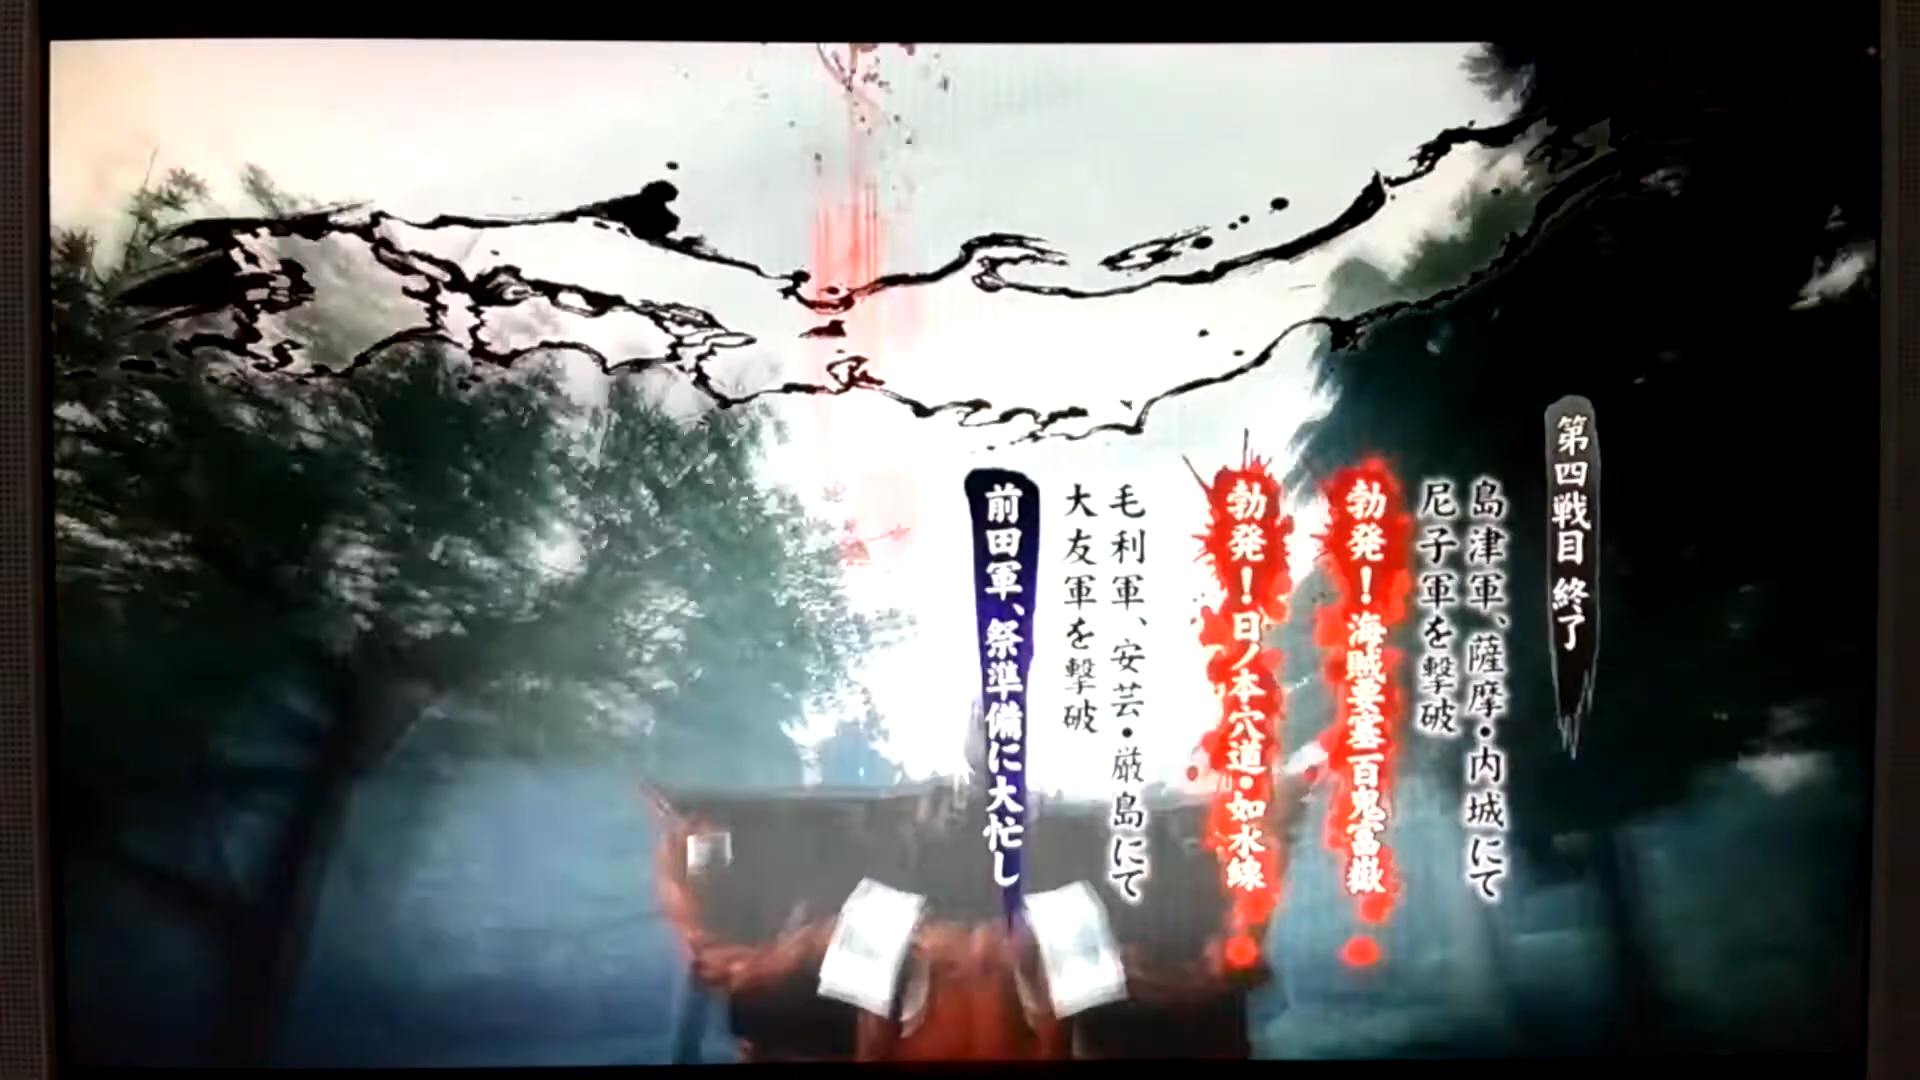 第四戦目 終了
島津軍、薩摩・内城にて
尼子軍を撃破
勃発！海賊要塞百鬼富嶽
勃発！日ノ本穴道・如水線
毛利軍、安芸・厳島にて
大友軍を撃破
前田軍、祭準備に大忙し